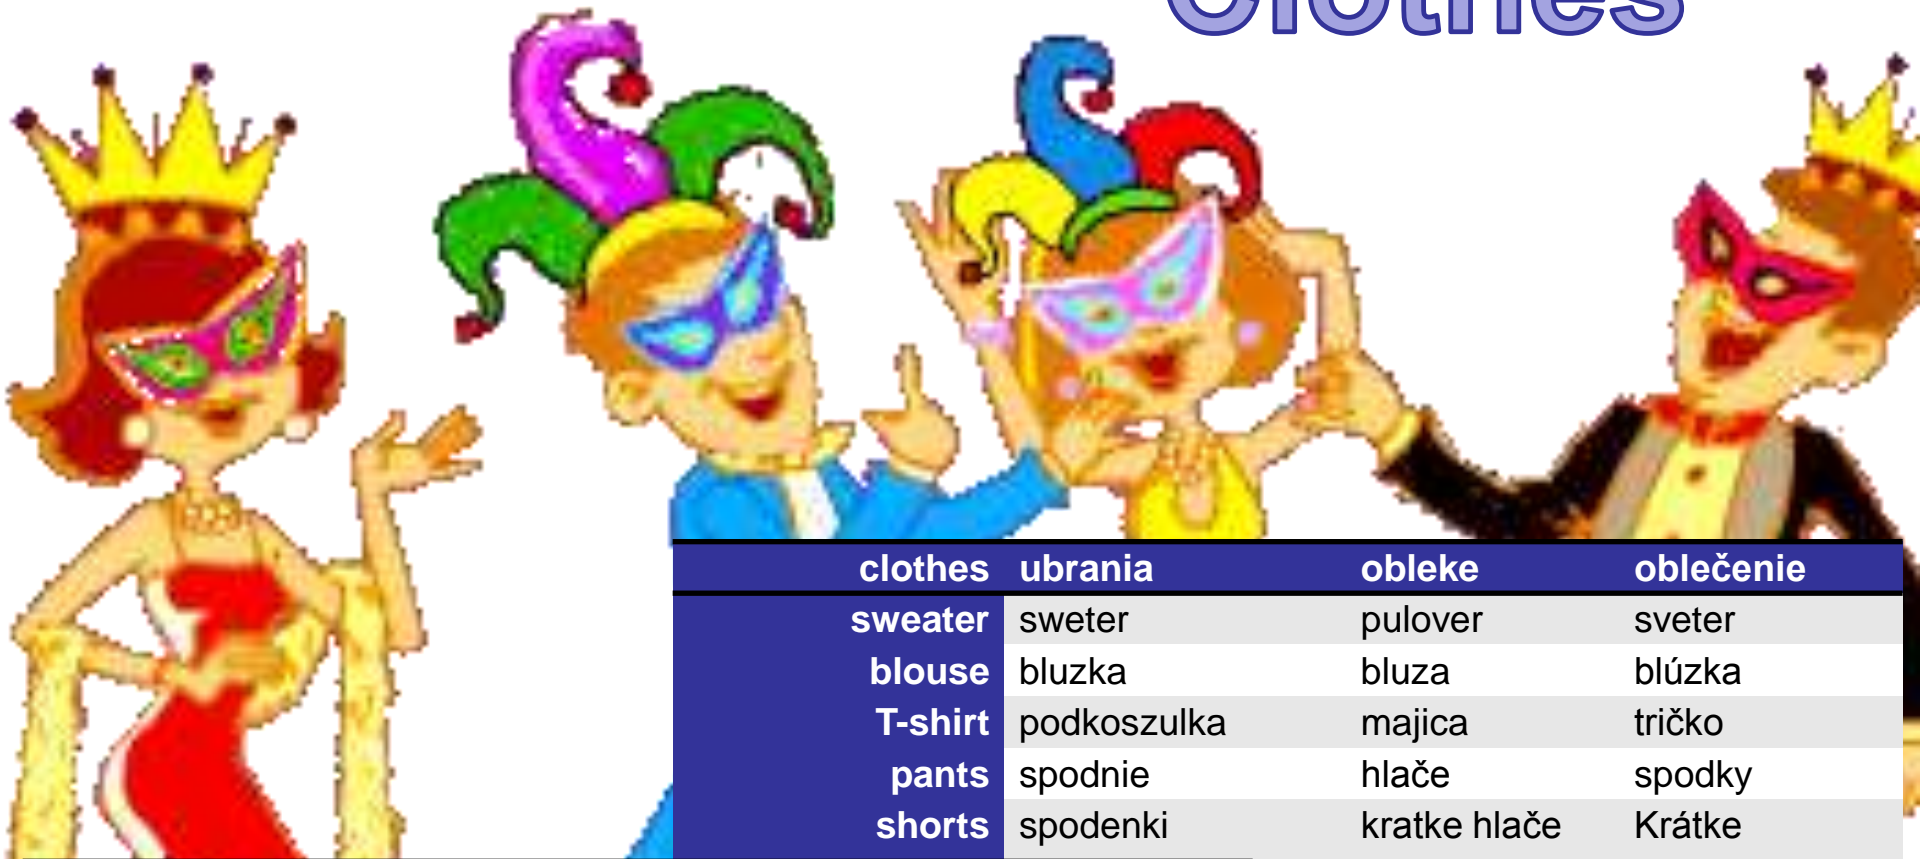 Clothes
clothes ubrania obleke oblečenie
sweater sweter pulover sveter
blouse bluzka bluza blúzka
T-shirt podkoszulka majica tričko
pants spodnie hlače spodky
shorts spodenki kratke hlače Krátke